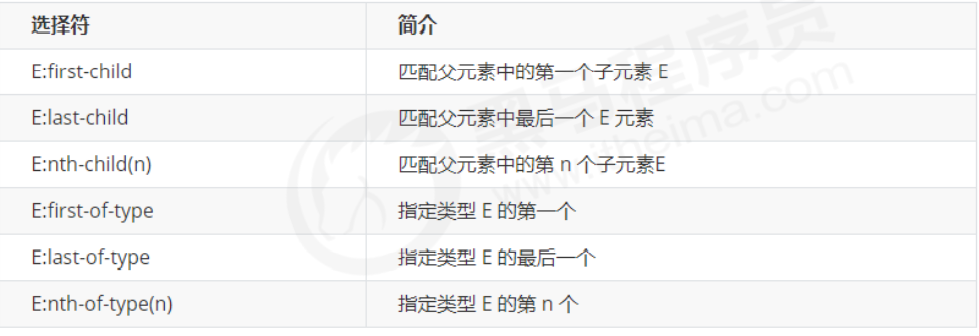 选择符 简介
E:first-child 匹配父元素中的第一个子元素 E
E:last-child 匹配父元素中最后一个 E 元素
E:nth-child(n) 匹配父元素中的第 n 个子元素E
E:first-of-type 指定类型 E 的第一个
E:last-of-type 指定类型 E 的最后一个
E:nth-of-type(n) 指定类型 E 的第 n 个
黑马程序员
www.itheima.com